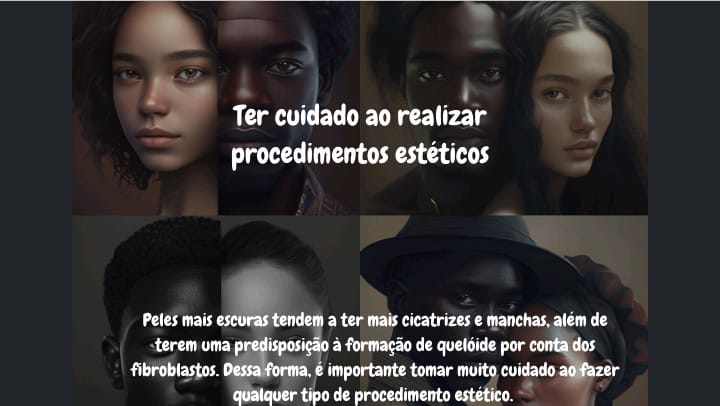 Ter cuidado ao realizar
procedimentos estéticos
Peles mais escuras tendem a ter mais cicatrizes e manchas, além de
terem uma predisposição à formação de quelóide por conta dos
fibroblastos. Dessa forma, é importante tomar muito cuidado ao fazer
qualquer tipo de procedimento estético.